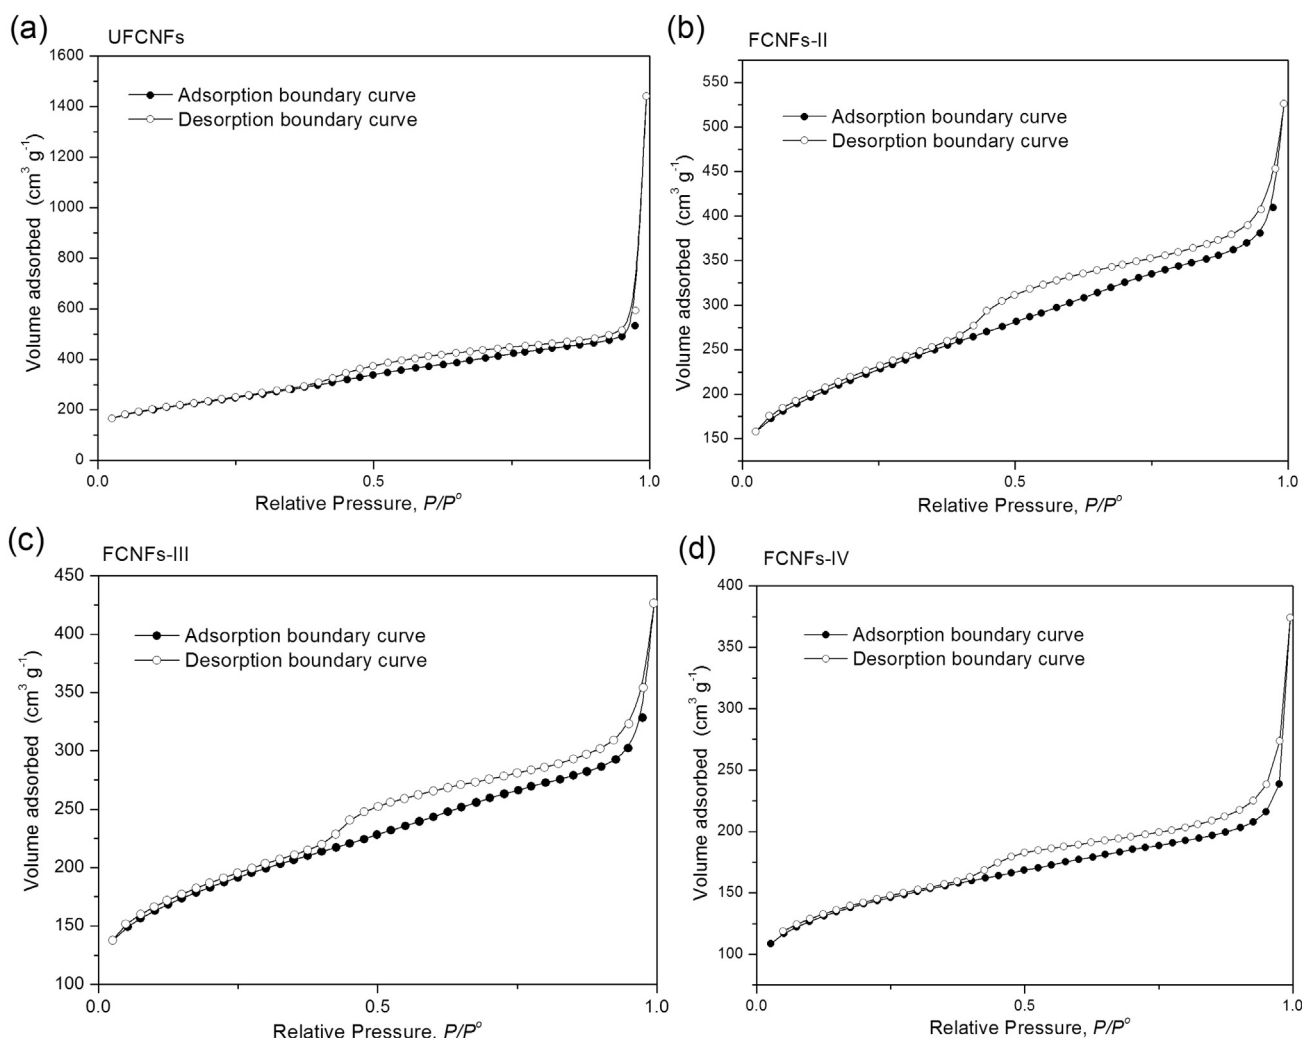 (a)
UFCNFs
1600
1400
1200
1000
800
600
400
200
0
Volume adsorbed (cm³ g⁻¹)
Adsorption boundary curve
Desorption boundary curve
0.0 0.5 1.0
Relative Pressure, P/Pᵒ
(b)
FCNFs-II
550
500
450
400
350
300
250
200
150
Volume adsorbed (cm³ g⁻¹)
Adsorption boundary curve
Desorption boundary curve
0.0 0.5 1.0
Relative Pressure, P/Pᵒ
(c)
FCNFs-III
450
400
350
300
250
200
150
100
Volume adsorbed (cm³ g⁻¹)
Adsorption boundary curve
Desorption boundary curve
0.0 0.5 1.0
Relative Pressure, P/Pᵒ
(d)
FCNFs-IV
400
350
300
250
200
150
100
Volume adsorbed (cm³ g⁻¹)
Adsorption boundary curve
Desorption boundary curve
0.0 0.5 1.0
Relative Pressure, P/Pᵒ